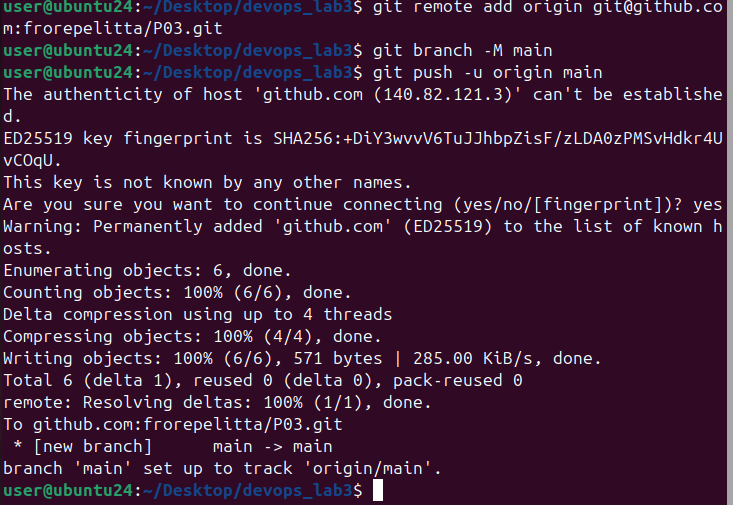 user@ubuntu24:~/Desktop/devops_lab3$ git remote add origin git@github.co
m:frorepelitta/P03.git
user@ubuntu24:~/Desktop/devops_lab3$ git branch -M main
user@ubuntu24:~/Desktop/devops_lab3$ git push -u origin main
The authenticity of host 'github.com (140.82.121.3)' can't be establishe
d.
ED25519 key fingerprint is SHA256:+DiY3wvvV6TuJJhbpZisF/zLDA0zPMSvHdkr4U
vCOqU.
This key is not known by any other names.
Are you sure you want to continue connecting (yes/no/[fingerprint])? yes
Warning: Permanently added 'github.com' (ED25519) to the list of known h
osts.
Enumerating objects: 6, done.
Counting objects: 100% (6/6), done.
Delta compression using up to 4 threads
Compressing objects: 100% (4/4), done.
Writing objects: 100% (6/6), 571 bytes | 285.00 KiB/s, done.
Total 6 (delta 1), reused 0 (delta 0), pack-reused 0
remote: Resolving deltas: 100% (1/1), done.
To github.com:frorepelitta/P03.git
 * [new branch]      main -> main
branch 'main' set up to track 'origin/main'.
user@ubuntu24:~/Desktop/devops_lab3$